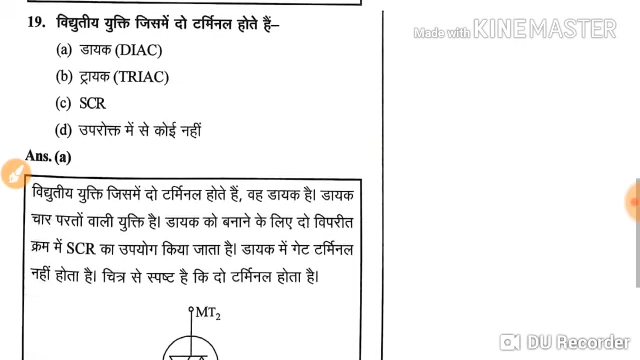 19. विद्युतीय युक्ति जिसमें दो टर्मिनल होते हैं–
(a) डायक (DIAC)
(b) ट्रायक (TRIAC)
(c) SCR
(d) उपरोक्त में से कोई नहीं
Ans. (a)
विद्युतीय युक्ति जिसमें दो टर्मिनल होते हैं, वह डायक है। डायक
चार परतों वाली युक्ति है। डायक को बनाने के लिए दो विपरीत
क्रम में SCR का उपयोग किया जाता है। डायक में गेट टर्मिनल
नहीं होता है। चित्र से स्पष्ट है कि दो टर्मिनल होता है।
MT2
Made with KINEMASTER
DU Recorder